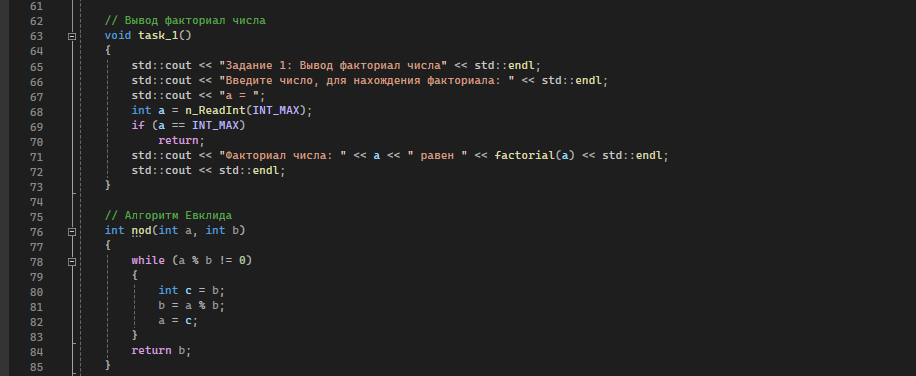 61
62 // Вывод факториал числа
63 void task_1()
64 {
65 std::cout << "Задание 1: Вывод факториал числа" << std::endl;
66 std::cout << "Введите число, для нахождения факториала: " << std::endl;
67 std::cout << "a = ";
68 int a = n_ReadInt(INT_MAX);
69 if (a == INT_MAX)
70 return;
71 std::cout << "Факториал числа: " << a << " равен " << factorial(a) << std::endl;
72 std::cout << std::endl;
73 }
74
75 // Алгоритм Евклида
76 int nod(int a, int b)
77 {
78 while (a % b != 0)
79 {
80 int c = b;
81 b = a % b;
82 a = c;
83 }
84 return b;
85 }